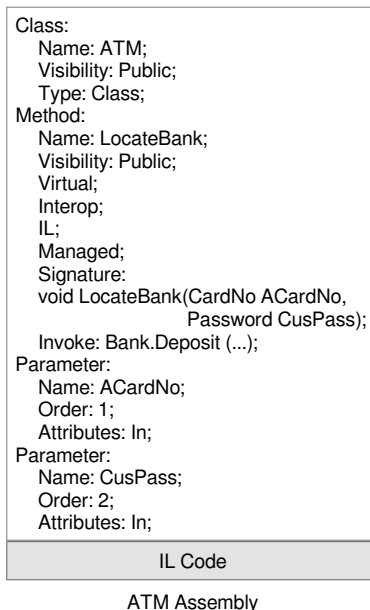 Class:
Name: ATM;
Visibility: Public;
Type: Class;
Method:
Name: LocateBank;
Visibility: Public;
Virtual;
Interop;
IL;
Managed;
Signature:
void LocateBank(CardNo ACardNo,
Password CusPass);
Invoke: Bank.Deposit (...);
Parameter:
Name: ACardNo;
Order: 1;
Attributes: In;
Parameter:
Name: CusPass;
Order: 2;
Attributes: In;
IL Code
ATM Assembly